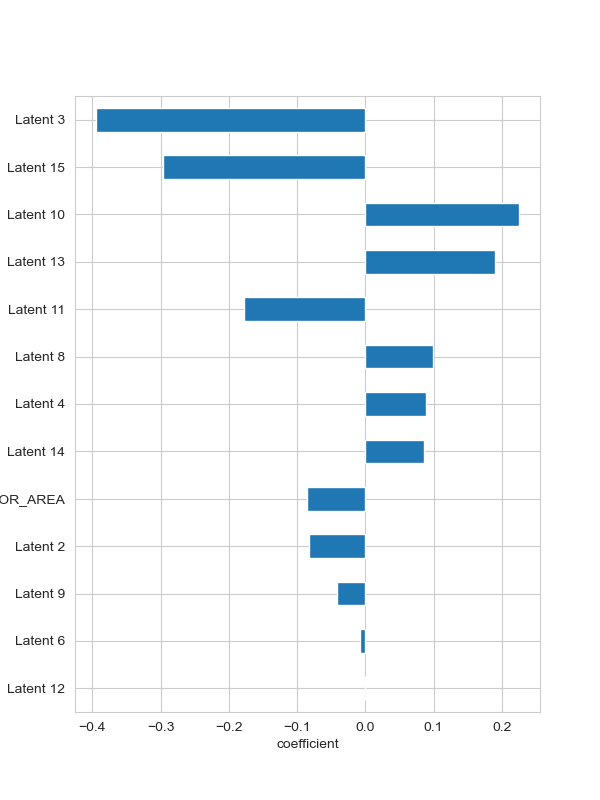 Latent 3
Latent 15
Latent 10
Latent 13
Latent 11
Latent 8
Latent 4
Latent 14
OR_AREA
Latent 2
Latent 9
Latent 6
Latent 12
−0.4 −0.3 −0.2 −0.1 0.0 0.1 0.2
coefficient